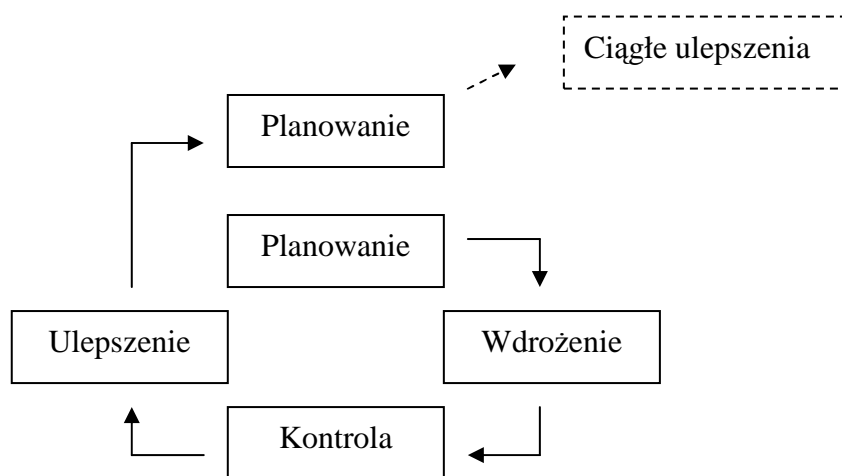 Ciągłe ulepszenia
Planowanie
Planowanie
Ulepszenie
Wdrożenie
Kontrola